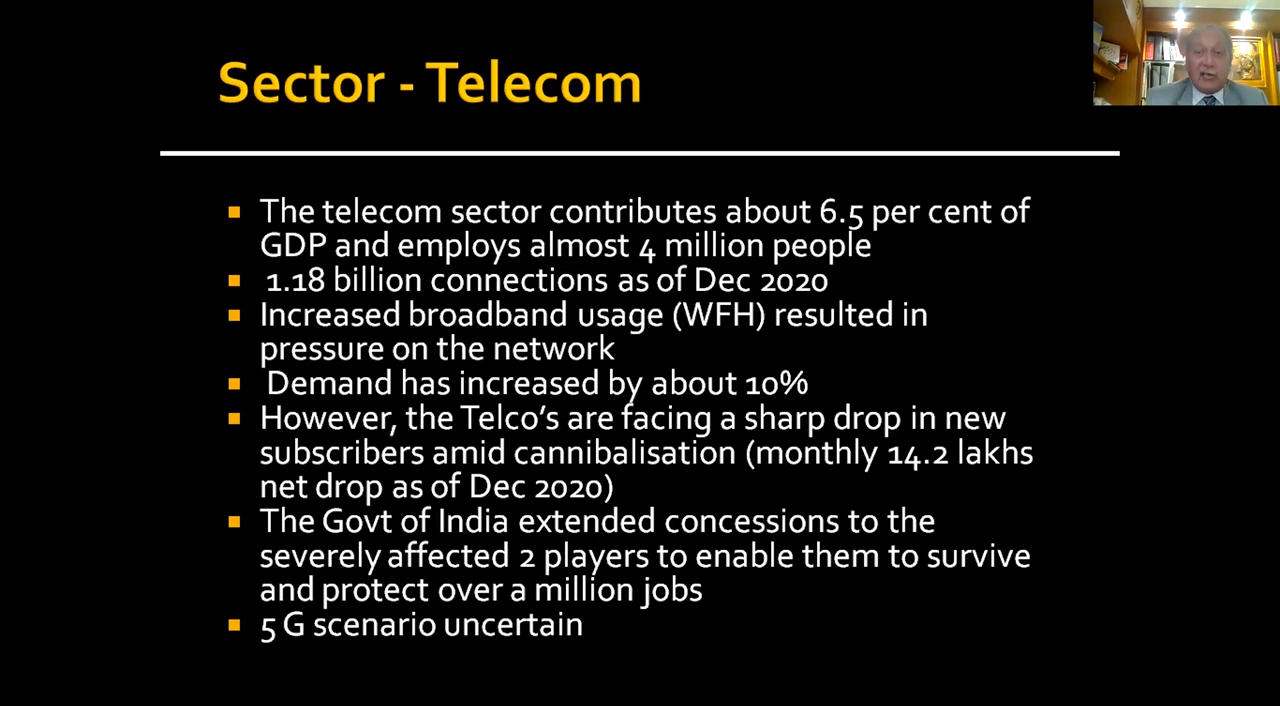 Sector - Telecom
▪ The telecom sector contributes about 6.5 per cent of
GDP and employs almost 4 million people
▪ 1.18 billion connections as of Dec 2020
▪ Increased broadband usage (WFH) resulted in
pressure on the network
▪ Demand has increased by about 10%
▪ However, the Telco’s are facing a sharp drop in new
subscribers amid cannibalisation (monthly 14.2 lakhs
net drop as of Dec 2020)
▪ The Govt of India extended concessions to the
severely affected 2 players to enable them to survive
and protect over a million jobs
▪ 5 G scenario uncertain